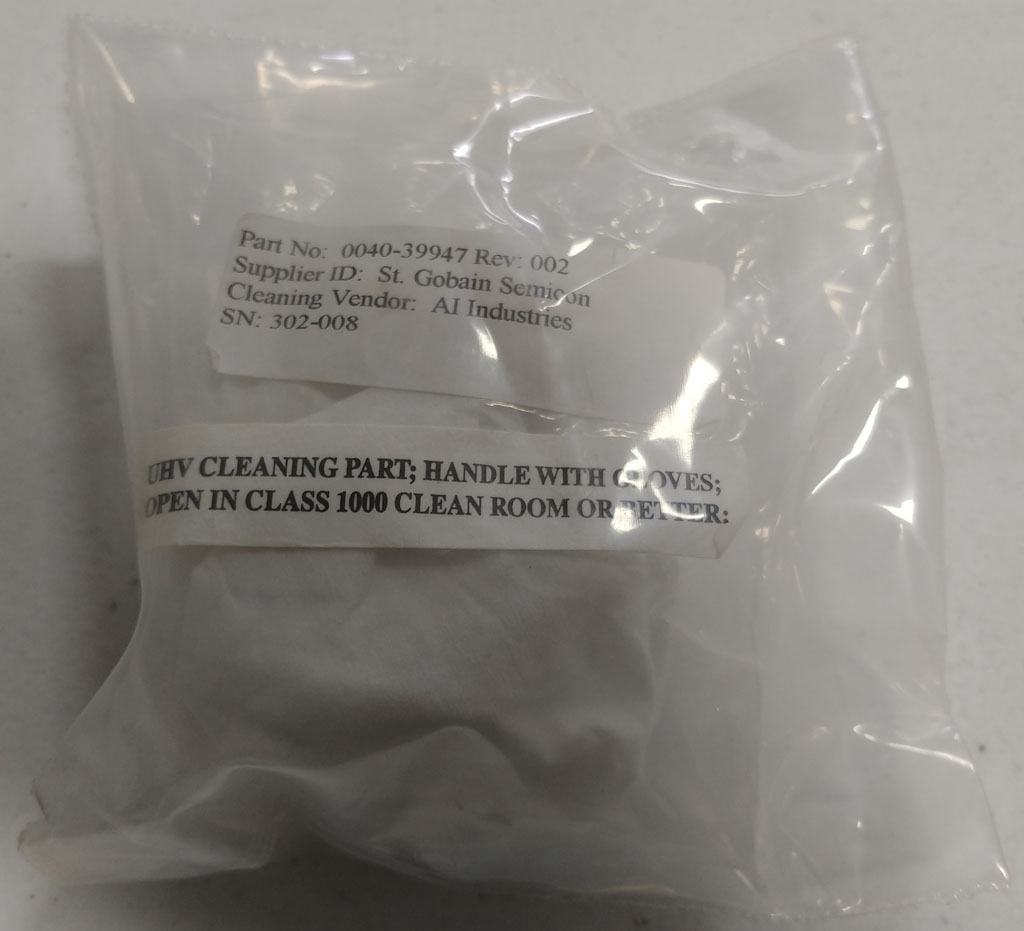 Part No: 0040-39947 Rev: 002
Supplier ID: St. Gobain Semicon
Cleaning Vendor: AI Industries
SN: 302-008
UHV CLEANING PART; HANDLE WITH GLOVES;
OPEN IN CLASS 1000 CLEAN ROOM OR BETTER: